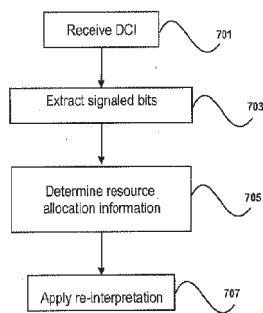 Receive DCI
701
Extract signaled bits
703
Determine resource
allocation information
705
Apply re-interpretation
707